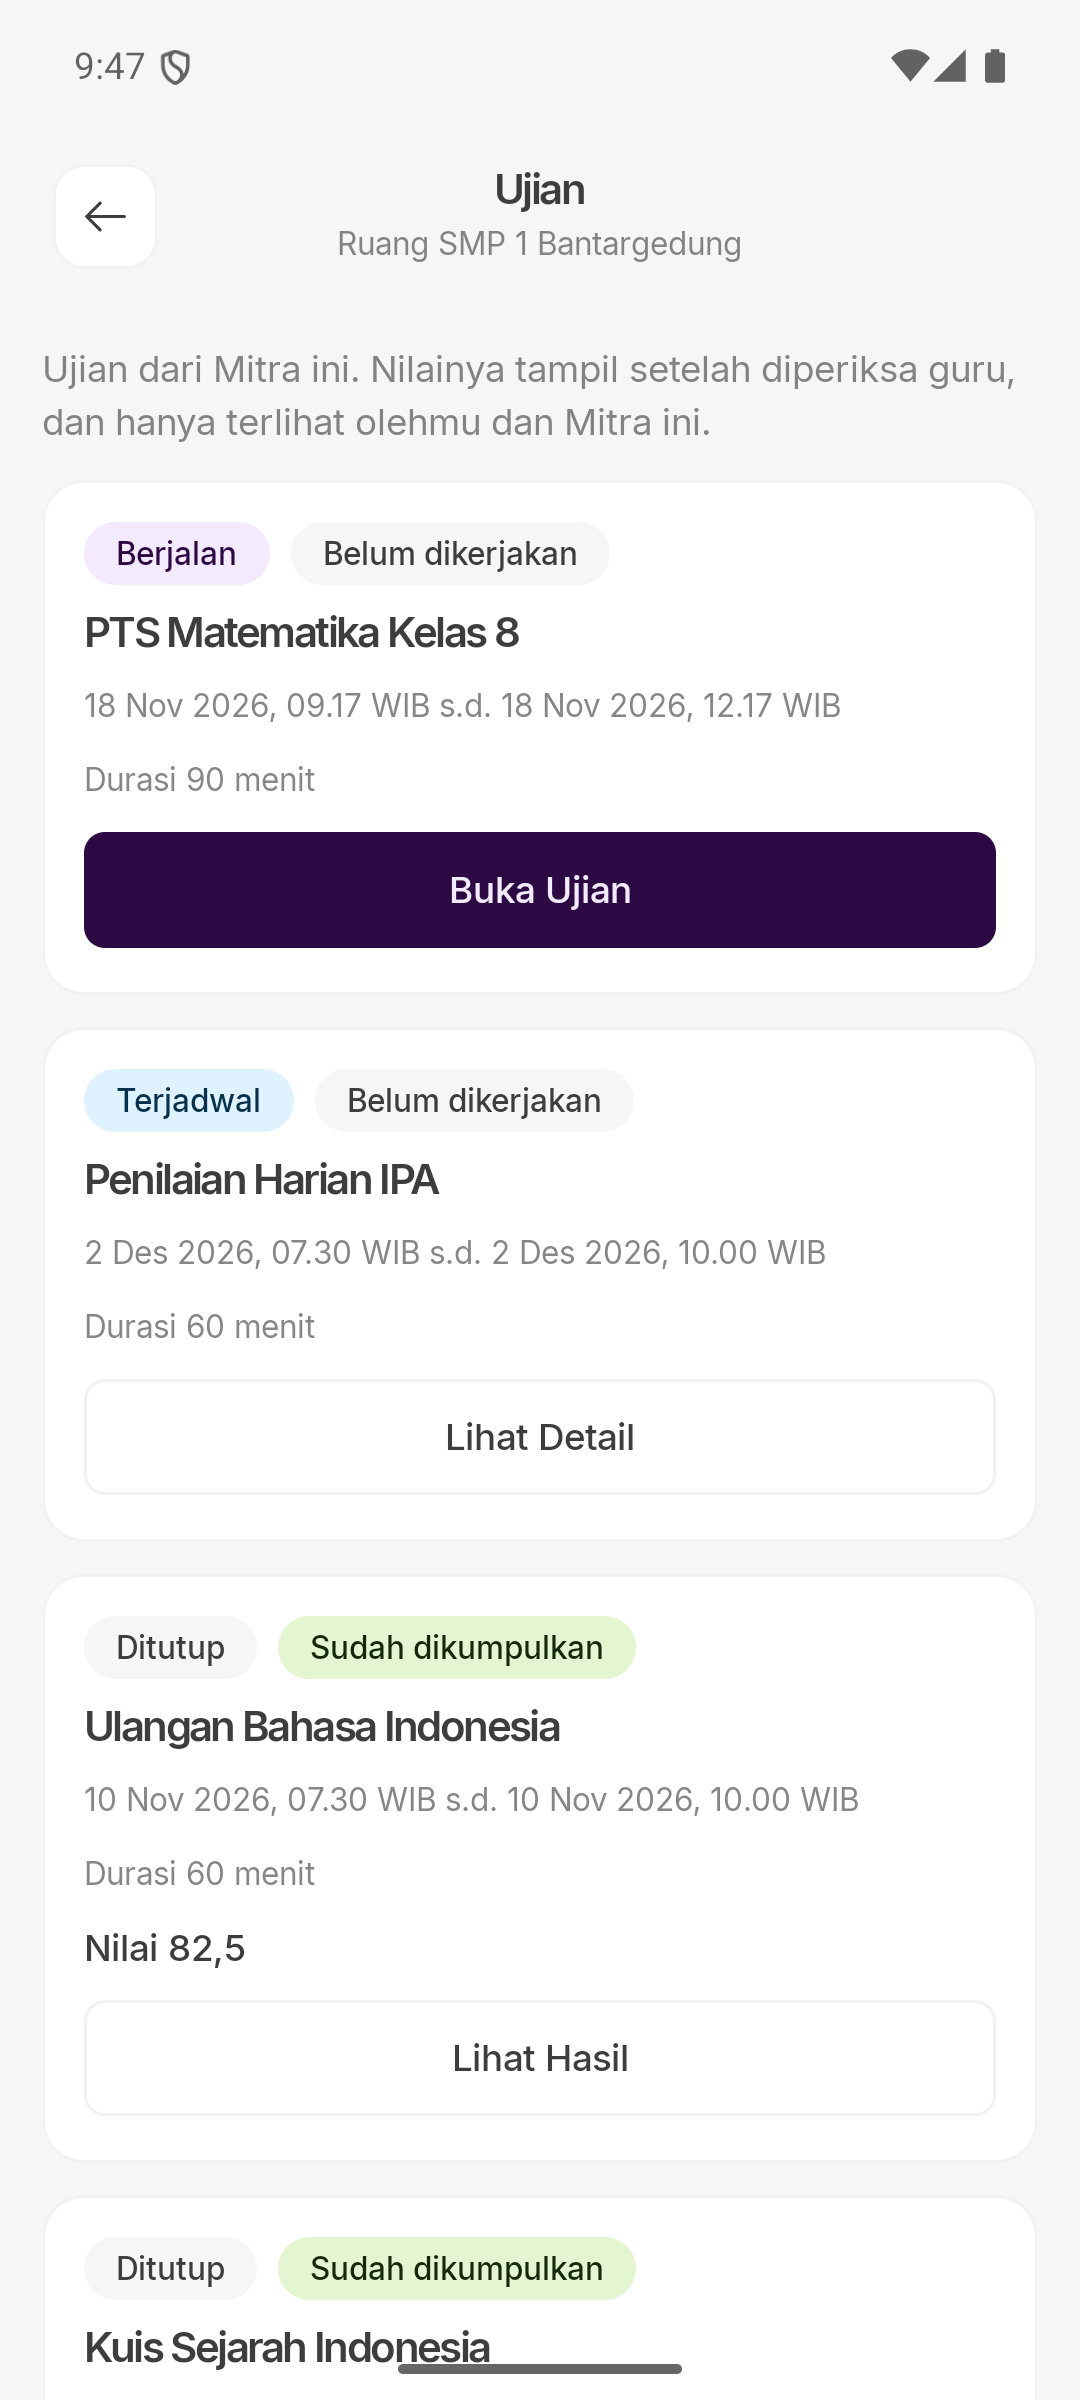 9:47
Ujian
Ruang SMP 1 Bantargedung
Ujian dari Mitra ini. Nilainya tampil setelah diperiksa guru,
dan hanya terlihat olehmu dan Mitra ini.
Berjalan
Belum dikerjakan
PTS Matematika Kelas 8
18 Nov 2026, 09.17 WIB s.d. 18 Nov 2026, 12.17 WIB
Durasi 90 menit
Buka Ujian
Terjadwal
Belum dikerjakan
Penilaian Harian IPA
2 Des 2026, 07.30 WIB s.d. 2 Des 2026, 10.00 WIB
Durasi 60 menit
Lihat Detail
Ditutup
Sudah dikumpulkan
Ulangan Bahasa Indonesia
10 Nov 2026, 07.30 WIB s.d. 10 Nov 2026, 10.00 WIB
Durasi 60 menit
Nilai 82,5
Lihat Hasil
Ditutup
Sudah dikumpulkan
Kuis Sejarah Indonesia